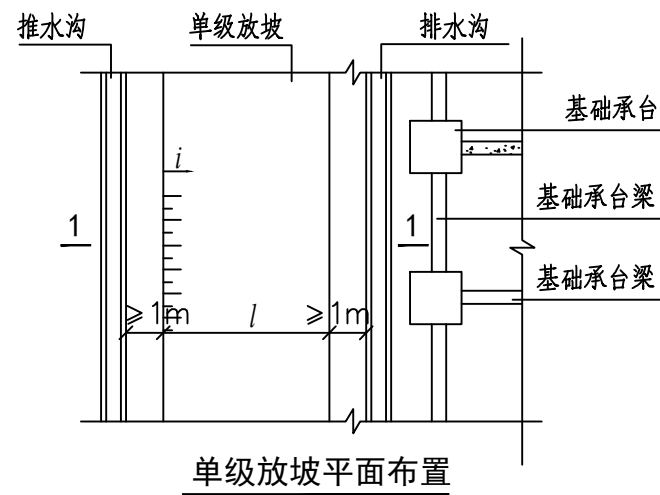 推水沟
单级放坡
排水沟
基础承台
i
1
1
基础承台梁
基础承台梁
≥1m
l
≥1m
单级放坡平面布置